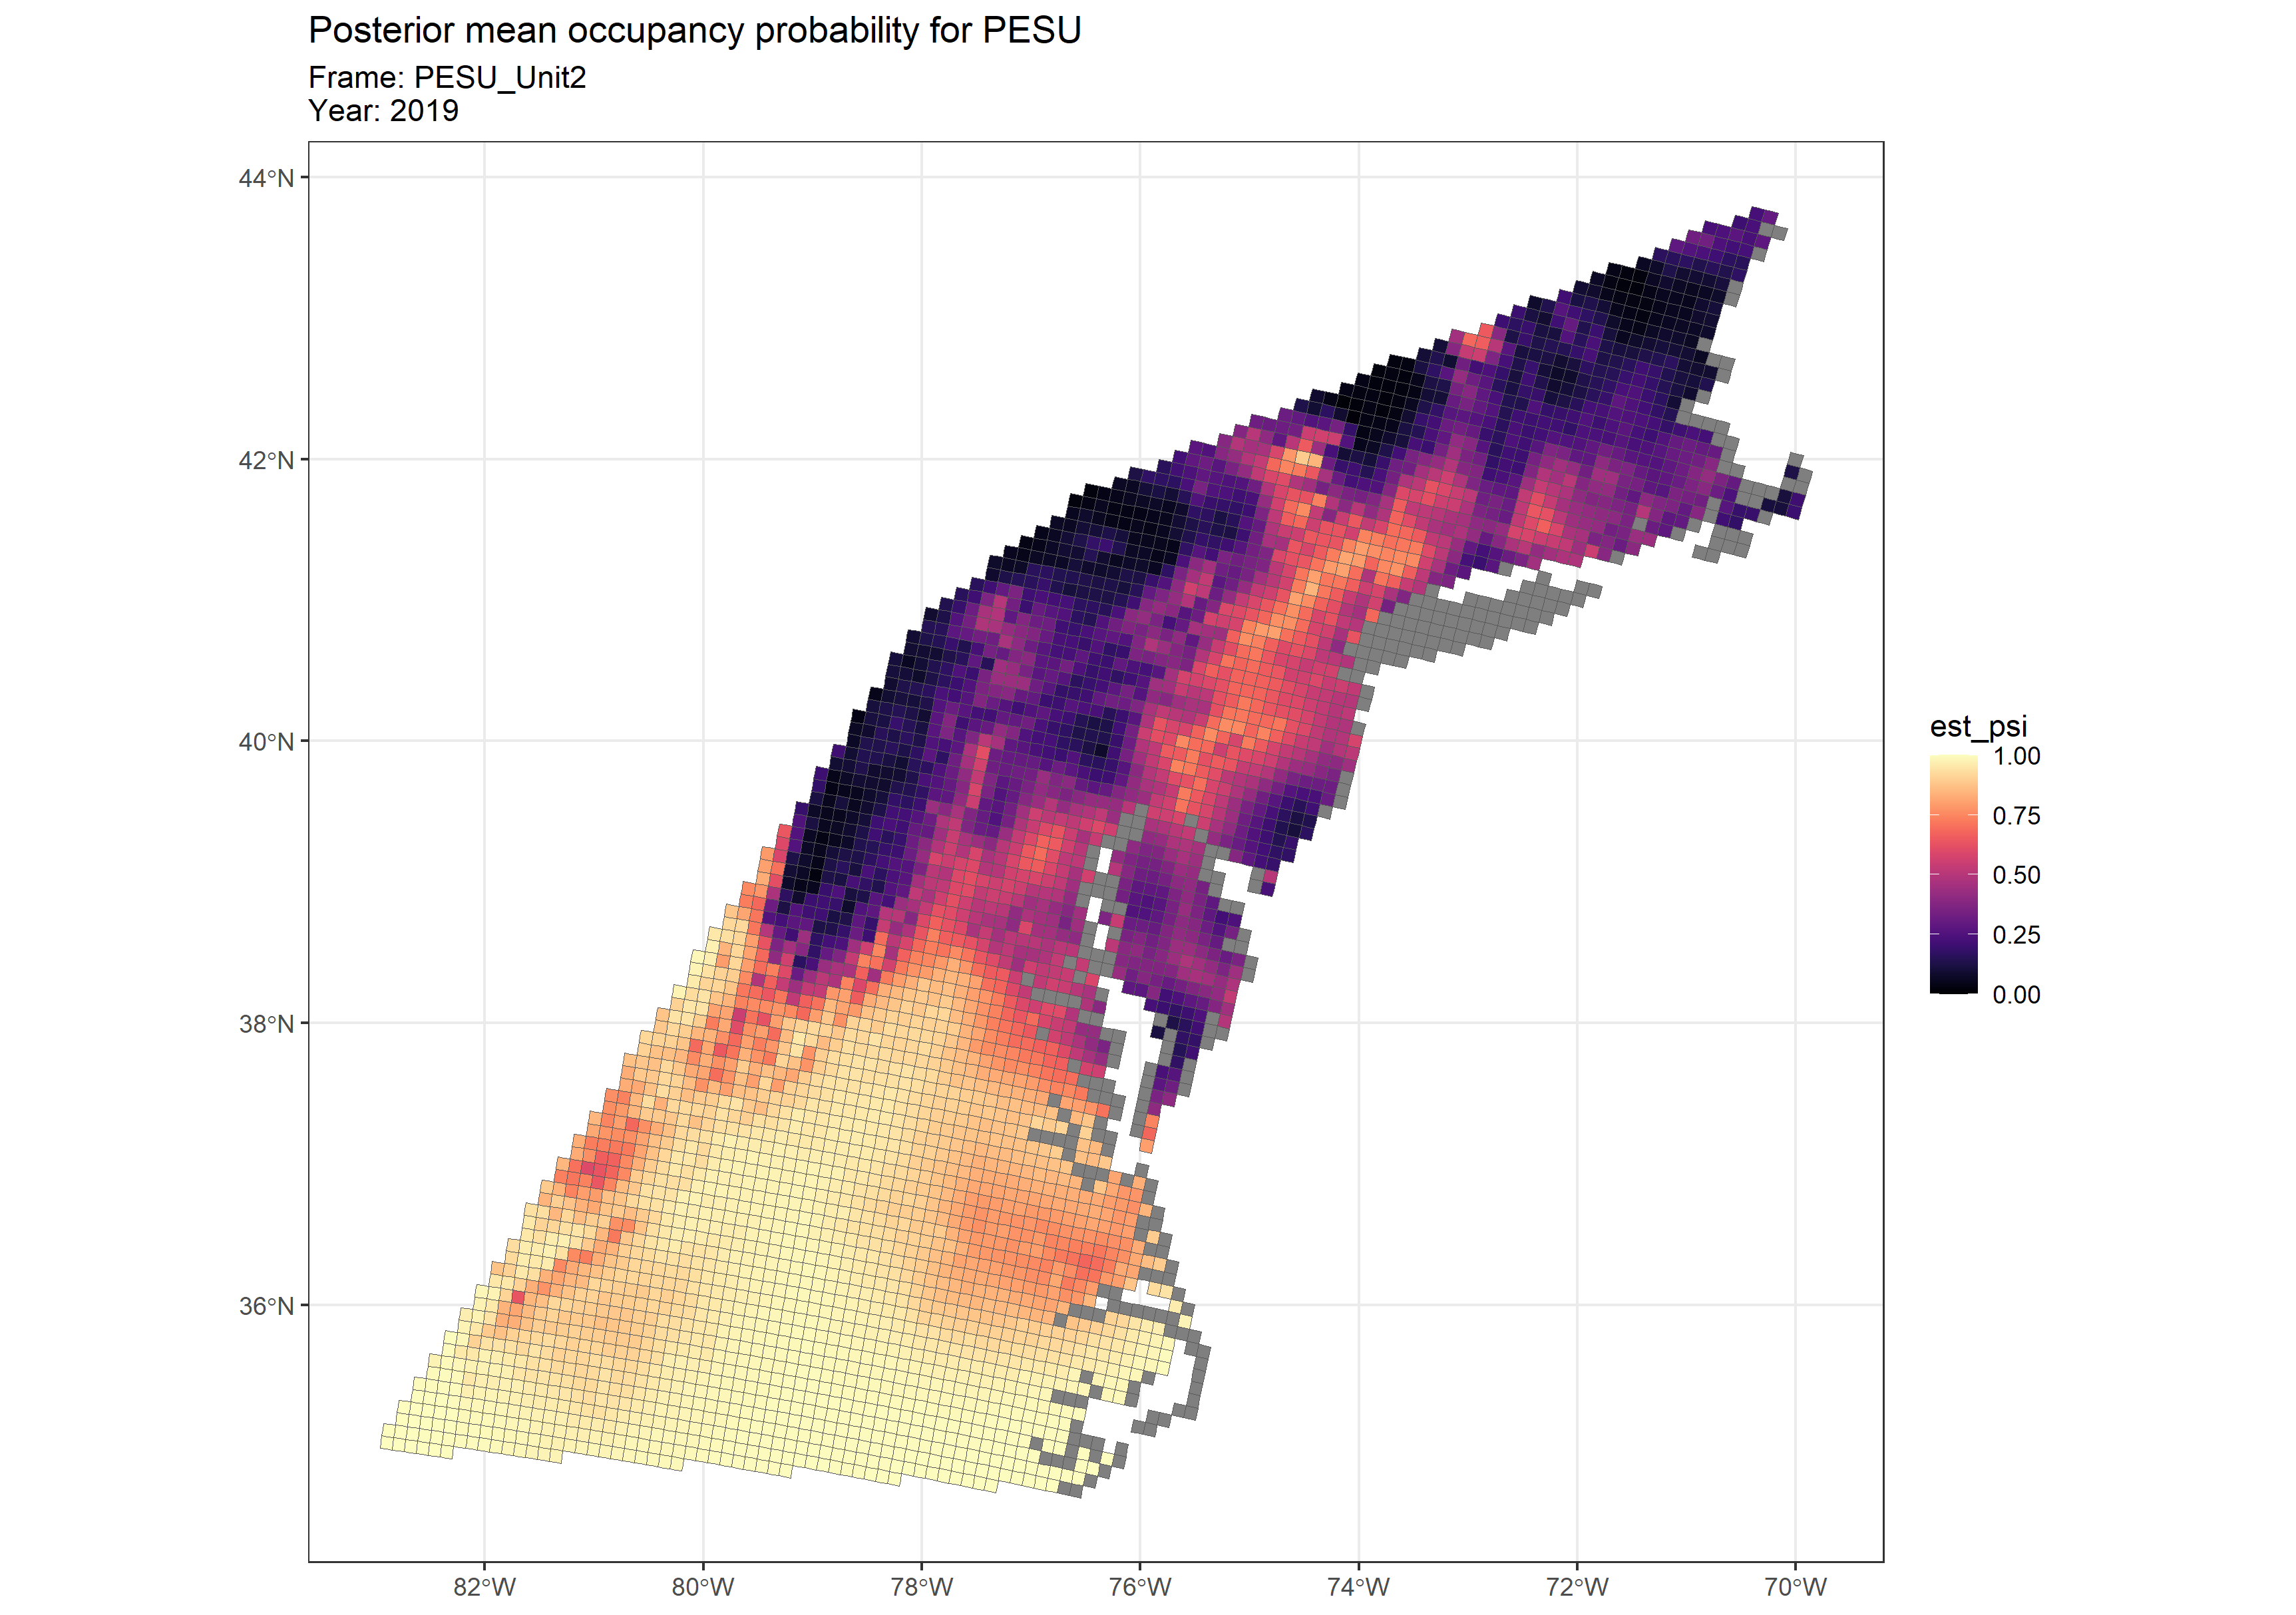 Posterior mean occupancy probability for PESU
Frame: PESU_Unit2
Year: 2019
44°N
42°N
40°N
38°N
36°N
82°W
80°W
78°W
76°W
74°W
72°W
70°W
est_psi
1.00
0.75
0.50
0.25
0.00